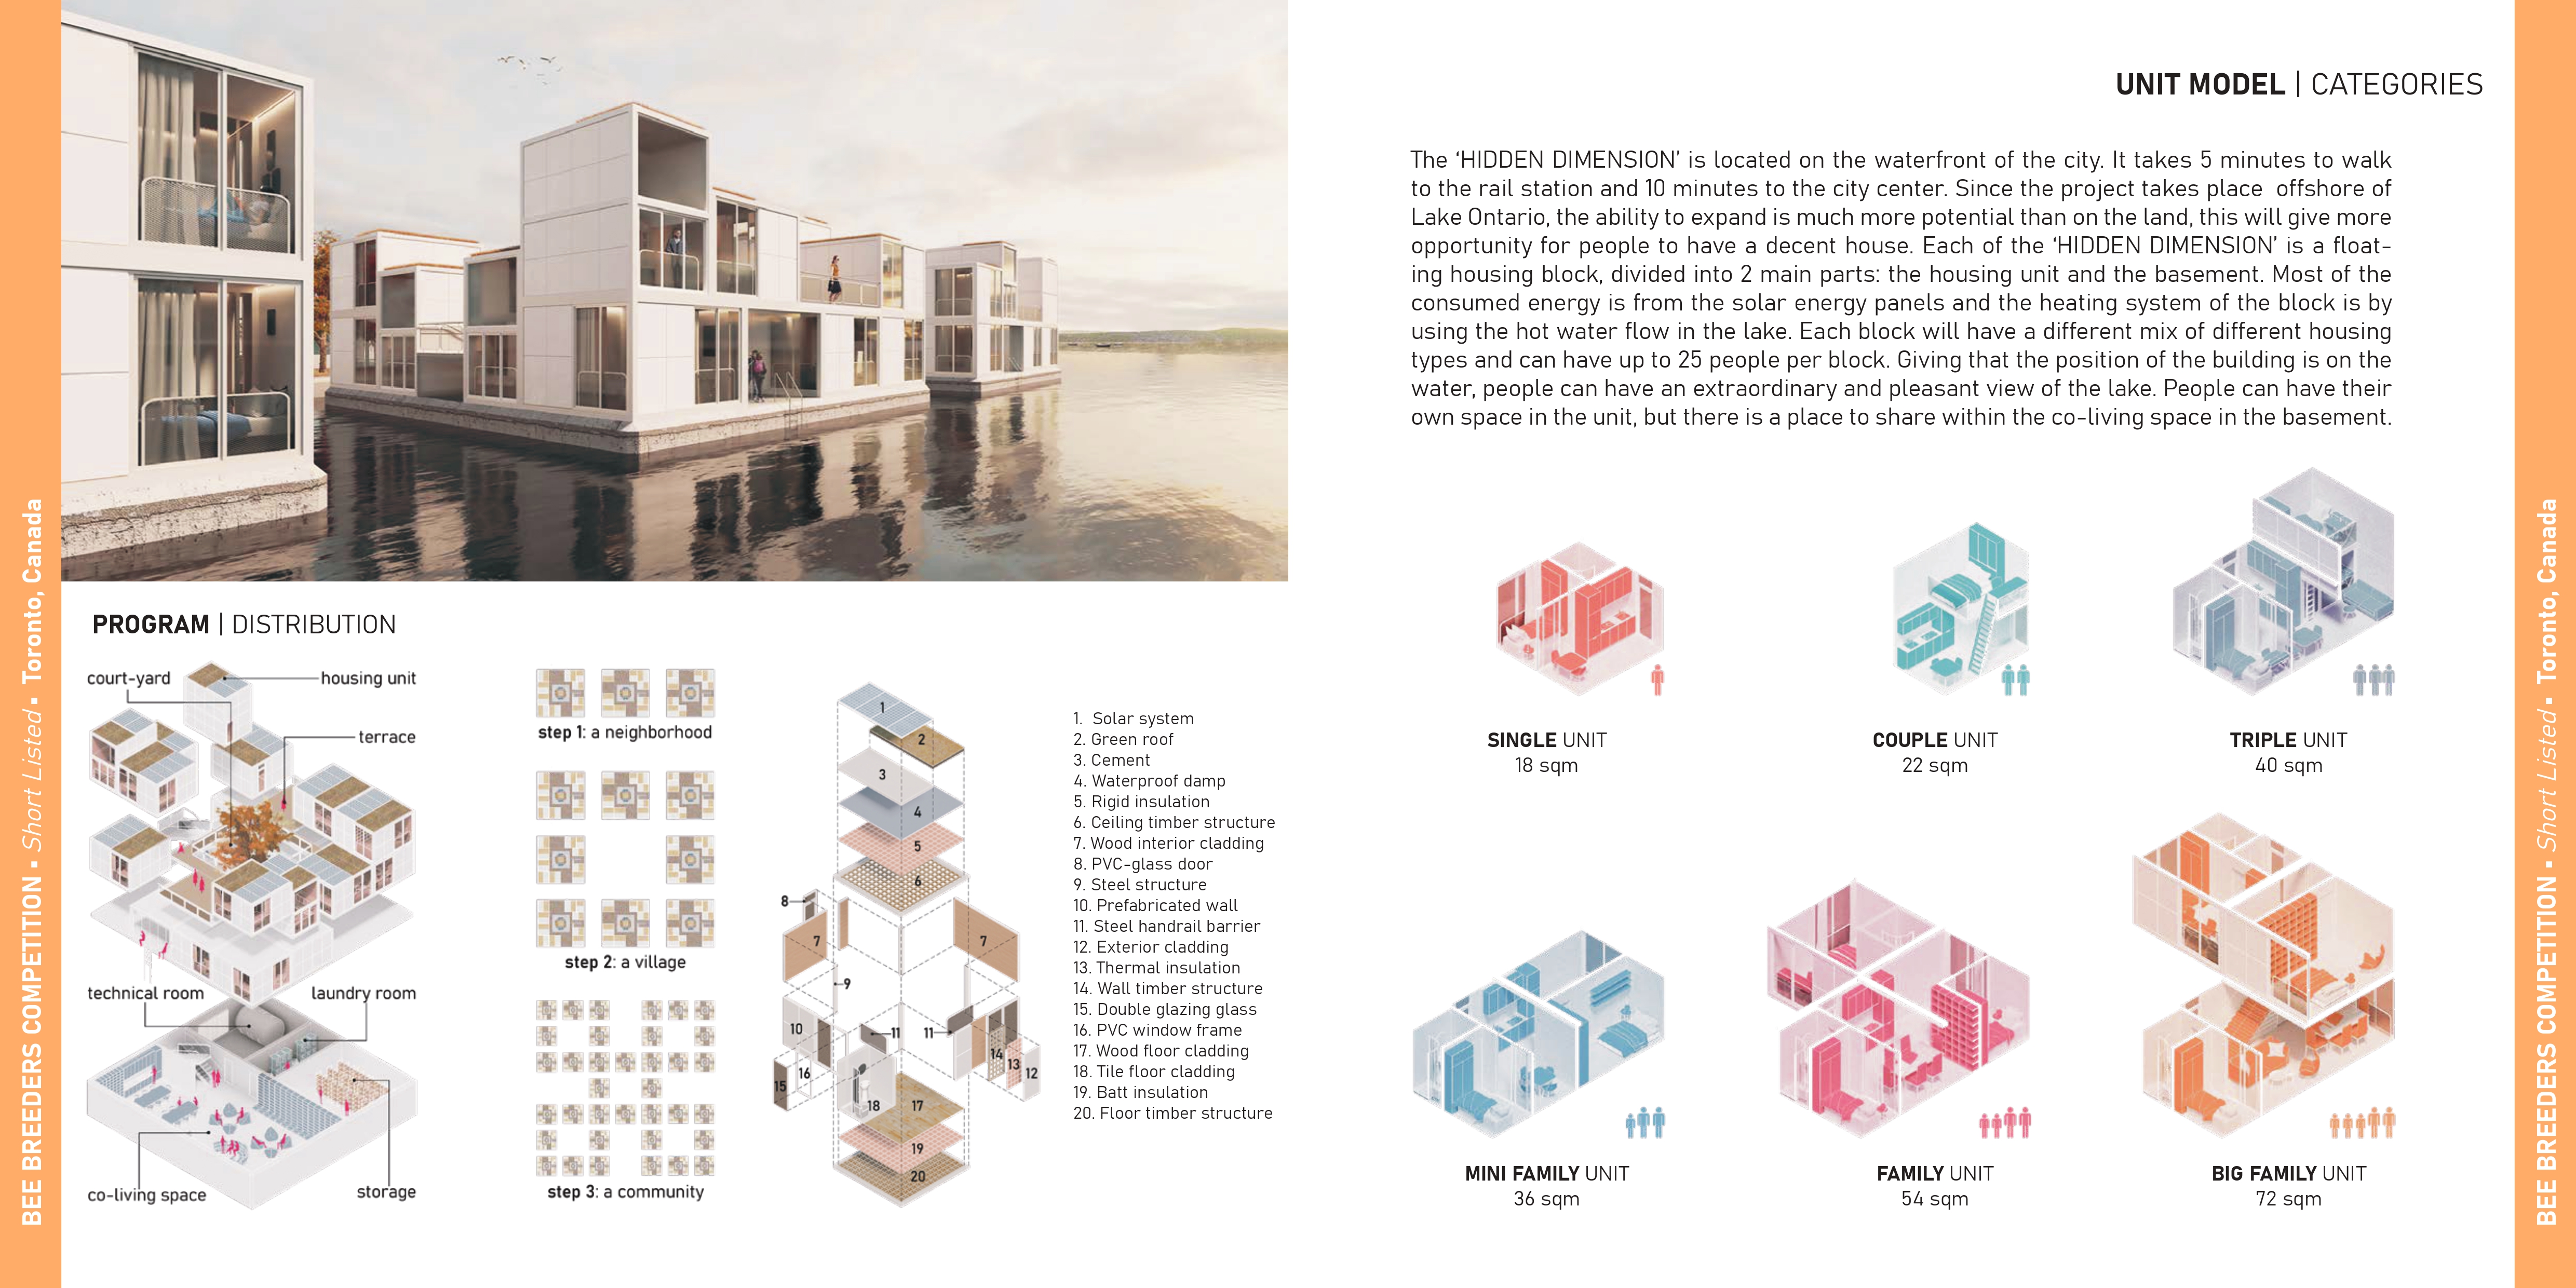 BEE BREEDERS COMPETITION ▪ Short Listed ▪ Toronto, Canada
PROGRAM | DISTRIBUTION
court-yard
housing unit
terrace
technical room
laundry room
co-living space
storage
step 1: a neighborhood
step 2: a village
step 3: a community
1
2
3
4
5
6
8
7
7
9
10
11
11
14
13
12
15
16
18
17
19
20
1. Solar system
2. Green roof
3. Cement
4. Waterproof damp
5. Rigid insulation
6. Ceiling timber structure
7. Wood interior cladding
8. PVC-glass door
9. Steel structure
10. Prefabricated wall
11. Steel handrail barrier
12. Exterior cladding
13. Thermal insulation
14. Wall timber structure
15. Double glazing glass
16. PVC window frame
17. Wood floor cladding
18. Tile floor cladding
19. Batt insulation
20. Floor timber structure
UNIT MODEL | CATEGORIES
The ‘HIDDEN DIMENSION’ is located on the waterfront of the city. It takes 5 minutes to walk
to the rail station and 10 minutes to the city center. Since the project takes place offshore of
Lake Ontario, the ability to expand is much more potential than on the land, this will give more
opportunity for people to have a decent house. Each of the ‘HIDDEN DIMENSION’ is a float-
ing housing block, divided into 2 main parts: the housing unit and the basement. Most of the
consumed energy is from the solar energy panels and the heating system of the block is by
using the hot water flow in the lake. Each block will have a different mix of different housing
types and can have up to 25 people per block. Giving that the position of the building is on the
water, people can have an extraordinary and pleasant view of the lake. People can have their
own space in the unit, but there is a place to share within the co-living space in the basement.
SINGLE UNIT
18 sqm
COUPLE UNIT
22 sqm
TRIPLE UNIT
40 sqm
MINI FAMILY UNIT
36 sqm
FAMILY UNIT
54 sqm
BIG FAMILY UNIT
72 sqm
BEE BREEDERS COMPETITION ▪ Short Listed ▪ Toronto, Canada